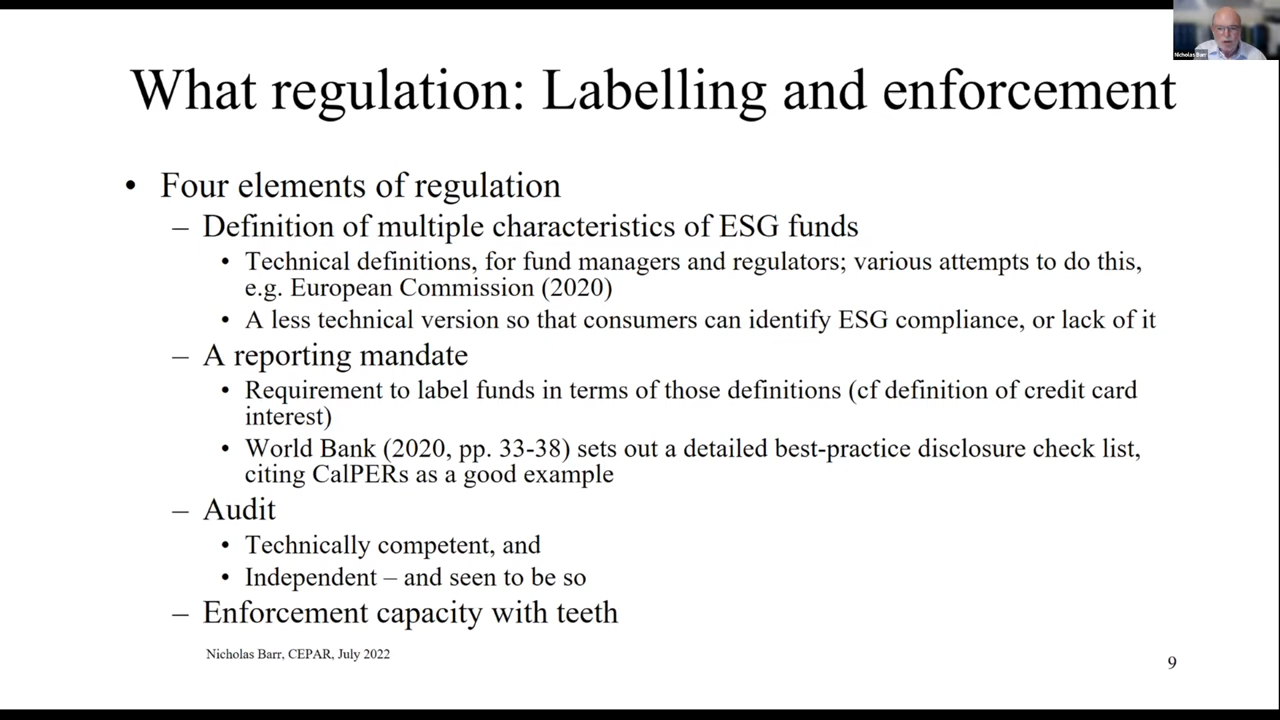 Nicholas Barr
What regulation: Labelling and enforcement
• Four elements of regulation
– Definition of multiple characteristics of ESG funds
• Technical definitions, for fund managers and regulators; various attempts to do this,
e.g. European Commission (2020)
• A less technical version so that consumers can identify ESG compliance, or lack of it
– A reporting mandate
• Requirement to label funds in terms of those definitions (cf definition of credit card
interest)
• World Bank (2020, pp. 33-38) sets out a detailed best-practice disclosure check list,
citing CalPERs as a good example
– Audit
• Technically competent, and
• Independent – and seen to be so
– Enforcement capacity with teeth
Nicholas Barr, CEPAR, July 2022
9